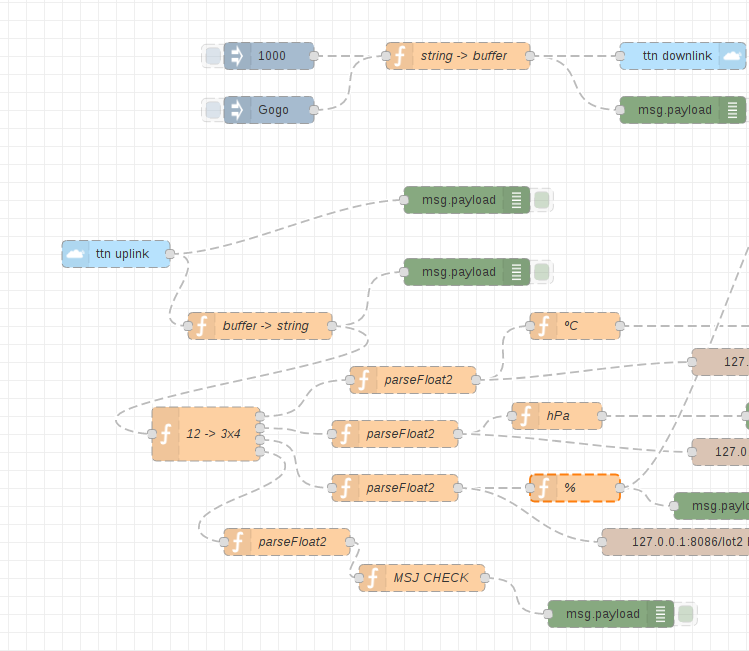 1000
string -> buffer
ttn downlink
Gogo
msg.payload
msg.payload
ttn uplink
msg.payload
buffer -> string
ºC
127.
parseFloat2
hPa
12 -> 3x4
parseFloat2
127.0
parseFloat2
%
msg.paylo
parseFloat2
127.0.0.1:8086/Iot2
MSJ CHECK
msg.payload